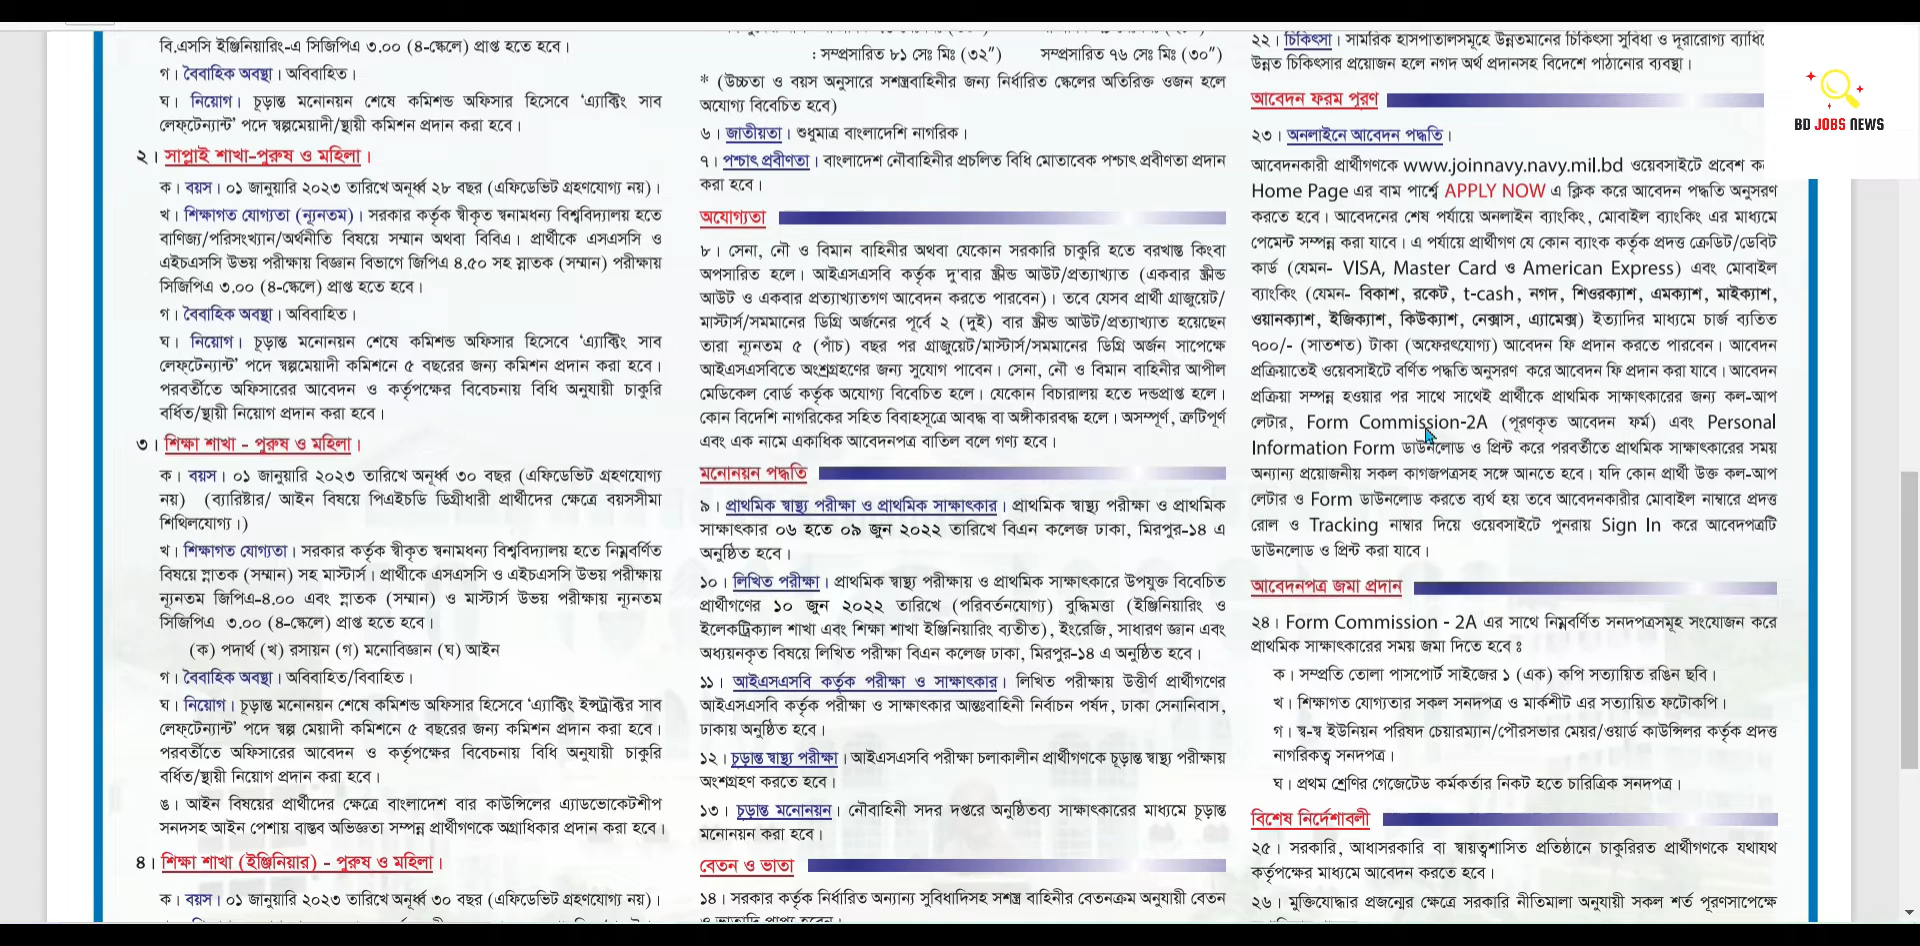 বি.এসসি ইঞ্জিনিয়ারিং-এ সিজিপিএ ৩.০০ (৪-স্কেলে) প্রাপ্ত হতে হবে।
গ। বৈবাহিক অবস্থা। অবিবাহিত।
ঘ। নিয়োগ। চূড়ান্ত মনোনয়ন শেষে কমিশন্ড অফিসার হিসেবে ‘এ্যাক্টিং সাব
লেফ্টেন্যান্ট’ পদে স্বল্পমেয়াদী/স্থায়ী কমিশন প্রদান করা হবে।
২। সাপ্লাই শাখা-পুরুষ ও মহিলা।
ক। বয়স। ০১ জানুয়ারি ২০২৩ তারিখে অনূর্ধ্ব ২৮ বছর (এফিডেভিট গ্রহণযোগ্য নয়)।
খ। শিক্ষাগত যোগ্যতা (ন্যূনতম)। সরকার কর্তৃক স্বীকৃত স্বনামধন্য বিশ্ববিদ্যালয় হতে
বাণিজ্য/পরিসংখ্যান/অর্থনীতি বিষয়ে সম্মান অথবা বিবিএ। প্রার্থীকে এসএসসি ও
এইচএসসি উভয় পরীক্ষায় বিজ্ঞান বিভাগে জিপিএ ৪.৫০ সহ স্নাতক (সম্মান) পরীক্ষায়
সিজিপিএ ৩.০০ (৪-স্কেলে) প্রাপ্ত হতে হবে।
গ। বৈবাহিক অবস্থা। অবিবাহিত।
ঘ। নিয়োগ। চূড়ান্ত মনোনয়ন শেষে কমিশন্ড অফিসার হিসেবে ‘এ্যাক্টিং সাব
লেফ্টেন্যান্ট’ পদে স্বল্পমেয়াদী কমিশনে ৫ বছরের জন্য কমিশন প্রদান করা হবে।
পরবর্তীতে অফিসারের আবেদন ও কর্তৃপক্ষের বিবেচনায় বিধি অনুযায়ী চাকুরি
বর্ধিত/স্থায়ী নিয়োগ প্রদান করা হবে।
৩। শিক্ষা শাখা - পুরুষ ও মহিলা।
ক। বয়স। ০১ জানুয়ারি ২০২৩ তারিখে অনূর্ধ্ব ৩০ বছর (এফিডেভিট গ্রহণযোগ্য
নয়) (ব্যারিষ্টার/ আইন বিষয়ে পিএইচডি ডিগ্রীধারী প্রার্থীদের ক্ষেত্রে বয়সসীমা
শিথিলযোগ্য।)
খ। শিক্ষাগত যোগ্যতা। সরকার কর্তৃক স্বীকৃত স্বনামধন্য বিশ্ববিদ্যালয় হতে নিম্নবর্ণিত
বিষয়ে স্নাতক (সম্মান) সহ মাস্টার্স। প্রার্থীকে এসএসসি ও এইচএসসি উভয় পরীক্ষায়
ন্যূনতম জিপিএ-৪.০০ এবং স্নাতক (সম্মান) ও মাস্টার্স উভয় পরীক্ষায় ন্যূনতম
সিজিপিএ ৩.০০ (৪-স্কেলে) প্রাপ্ত হতে হবে।
(ক) পদার্থ (খ) রসায়ন (গ) মনোবিজ্ঞান (ঘ) আইন
গ। বৈবাহিক অবস্থা। অবিবাহিত/বিবাহিত।
ঘ। নিয়োগ। চূড়ান্ত মনোনয়ন শেষে কমিশন্ড অফিসার হিসেবে ‘এ্যাক্টিং ইন্সট্রাক্টর সাব
লেফ্টেন্যান্ট’ পদে স্বল্প মেয়াদী কমিশনে ৫ বছরের জন্য কমিশন প্রদান করা হবে।
পরবর্তীতে অফিসারের আবেদন ও কর্তৃপক্ষের বিবেচনায় বিধি অনুযায়ী চাকুরি
বর্ধিত/স্থায়ী নিয়োগ প্রদান করা হবে।
ঙ। আইন বিষয়ের প্রার্থীদের ক্ষেত্রে বাংলাদেশ বার কাউন্সিলের এ্যাডভোকেটশীপ
সনদসহ আইন পেশায় বাস্তব অভিজ্ঞতা সম্পন্ন প্রার্থীগণকে অগ্রাধিকার প্রদান করা হবে।
৪। শিক্ষা শাখা (ইঞ্জিনিয়ার) - পুরুষ ও মহিলা।
ক। বয়স। ০১ জানুয়ারি ২০২৩ তারিখে অনূর্ধ্ব ৩০ বছর (এফিডেভিট গ্রহণযোগ্য নয়)।
: সম্প্রসারিত ৮১ সেঃ মিঃ (৩২″) সম্প্রসারিত ৭৬ সেঃ মিঃ (৩০″)
* (উচ্চতা ও বয়স অনুসারে সশস্ত্রবাহিনীর জন্য নির্ধারিত স্কেলের অতিরিক্ত ওজন হলে
অযোগ্য বিবেচিত হবে)
৬। জাতীয়তা। শুধুমাত্র বাংলাদেশি নাগরিক।
৭। পশ্চাৎ প্রবীণতা। বাংলাদেশ নৌবাহিনীর প্রচলিত বিধি মোতাবেক পশ্চাৎ প্রবীণতা প্রদান
করা হবে।
অযোগ্যতা
৮। সেনা, নৌ ও বিমান বাহিনীর অথবা যেকোন সরকারি চাকুরি হতে বরখাস্ত কিংবা
অপসারিত হলে। আইএসএসবি কর্তৃক দু’বার স্ক্রীন্ড আউট/প্রত্যাখ্যাত (একবার স্ক্রীন্ড
আউট ও একবার প্রত্যাখ্যাতগণ আবেদন করতে পারবেন)। তবে যেসব প্রার্থী গ্রাজুয়েট/
মাস্টার্স/সমমানের ডিগ্রি অর্জনের পূর্বে ২ (দুই) বার স্ক্রীন্ড আউট/প্রত্যাখ্যাত হয়েছেন
তারা ন্যূনতম ৫ (পাঁচ) বছর পর গ্রাজুয়েট/মাস্টার্স/সমমানের ডিগ্রি অর্জন সাপেক্ষে
আইএসএসবিতে অংশগ্রহণের জন্য সুযোগ পাবেন। সেনা, নৌ ও বিমান বাহিনীর আপীল
মেডিকেল বোর্ড কর্তৃক অযোগ্য বিবেচিত হলে। যেকোন বিচারালয় হতে দন্ডপ্রাপ্ত হলে।
কোন বিদেশি নাগরিকের সহিত বিবাহসূত্রে আবদ্ধ বা অঙ্গীকারবদ্ধ হলে। অসম্পূর্ণ, ত্রুটিপূর্ণ
এবং এক নামে একাধিক আবেদনপত্র বাতিল বলে গণ্য হবে।
মনোনয়ন পদ্ধতি
৯। প্রাথমিক স্বাস্থ্য পরীক্ষা ও প্রাথমিক সাক্ষাৎকার। প্রাথমিক স্বাস্থ্য পরীক্ষা ও প্রাথমিক
সাক্ষাৎকার ০৬ হতে ০৯ জুন ২০২২ তারিখে বিএন কলেজ ঢাকা, মিরপুর-১৪ এ
অনুষ্ঠিত হবে।
১০। লিখিত পরীক্ষা। প্রাথমিক স্বাস্থ্য পরীক্ষায় ও প্রাথমিক সাক্ষাৎকারে উপযুক্ত বিবেচিত
প্রার্থীগণের ১০ জুন ২০২২ তারিখে (পরিবর্তনযোগ্য) বুদ্ধিমত্তা (ইঞ্জিনিয়ারিং ও
ইলেকট্রিক্যাল শাখা এবং শিক্ষা শাখা ইঞ্জিনিয়ারিং ব্যতীত), ইংরেজি, সাধারণ জ্ঞান এবং
অধ্যয়নকৃত বিষয়ে লিখিত পরীক্ষা বিএন কলেজ ঢাকা, মিরপুর-১৪ এ অনুষ্ঠিত হবে।
১১। আইএসএসবি কর্তৃক পরীক্ষা ও সাক্ষাৎকার। লিখিত পরীক্ষায় উত্তীর্ণ প্রার্থীগণের
আইএসএসবি কর্তৃক পরীক্ষা ও সাক্ষাৎকার আন্তঃবাহিনী নির্বাচন পর্ষদ, ঢাকা সেনানিবাস,
ঢাকায় অনুষ্ঠিত হবে।
১২। চূড়ান্ত স্বাস্থ্য পরীক্ষা। আইএসএসবি পরীক্ষা চলাকালীন প্রার্থীগণকে চূড়ান্ত স্বাস্থ্য পরীক্ষায়
অংশগ্রহণ করতে হবে।
১৩। চূড়ান্ত মনোনয়ন। নৌবাহিনী সদর দপ্তরে অনুষ্ঠিতব্য সাক্ষাৎকারের মাধ্যমে চূড়ান্ত
মনোনয়ন করা হবে।
বেতন ও ভাতা
১৪। সরকার কর্তৃক নির্ধারিত অন্যান্য সুবিধাদিসহ সশস্ত্র বাহিনীর বেতনক্রম অনুযায়ী বেতন
ও ভাতাদি প্রাপ্য হবেন।
২২। চিকিৎসা। সামরিক হাসপাতালসমূহে উন্নতমানের চিকিৎসা সুবিধা ও দূরারোগ্য ব্যাধিতে
উন্নত চিকিৎসার প্রয়োজন হলে নগদ অর্থ প্রদানসহ বিদেশে পাঠানোর ব্যবস্থা।
আবেদন ফরম পূরণ
২৩। অনলাইনে আবেদন পদ্ধতি।
আবেদনকারী প্রার্থীগণকে www.joinnavy.navy.mil.bd ওয়েবসাইটে প্রবেশ
Home Page এর বাম পার্শ্বে APPLY NOW এ ক্লিক করে আবেদন পদ্ধতি অনুসরণ
করতে হবে। আবেদনের শেষ পর্যায়ে অনলাইন ব্যাংকিং, মোবাইল ব্যাংকিং এর মাধ্যমে
পেমেন্ট সম্পন্ন করা যাবে। এ পর্যায়ে প্রার্থীগণ যে কোন ব্যাংক কর্তৃক প্রদত্ত ক্রেডিট/ডেবিট
কার্ড (যেমন- VISA, Master Card ও American Express) এবং মোবাইল
ব্যাংকিং (যেমন- বিকাশ, রকেট, t-cash, নগদ, শিওরক্যাশ, এমক্যাশ, মাইক্যাশ,
ওয়ানক্যাশ, ইজিক্যাশ, কিউক্যাশ, নেক্সাস, এ্যামেক্স) ইত্যাদির মাধ্যমে চার্জ ব্যতিত
৭০০/- (সাতশত) টাকা (অফেরৎযোগ্য) আবেদন ফি প্রদান করতে পারবেন। আবেদন
প্রক্রিয়াতেই ওয়েবসাইটে বর্ণিত পদ্ধতি অনুসরণ করে আবেদন ফি প্রদান করা যাবে। আবেদন
প্রক্রিয়া সম্পন্ন হওয়ার পর সাথে সাথেই প্রার্থীকে প্রাথমিক সাক্ষাৎকারের জন্য কল-আপ
লেটার, Form Commission-2A (পূরণকৃত আবেদন ফর্ম) এবং Personal
Information Form ডাউনলোড ও প্রিন্ট করে পরবর্তীতে প্রাথমিক সাক্ষাৎকারের সময়
অন্যান্য প্রয়োজনীয় সকল কাগজপত্রসহ সঙ্গে আনতে হবে। যদি কোন প্রার্থী উক্ত কল-আপ
লেটার ও Form ডাউনলোড করতে ব্যর্থ হয় তবে আবেদনকারীর মোবাইল নাম্বারে প্রদত্ত
রোল ও Tracking নাম্বার দিয়ে ওয়েবসাইটে পুনরায় Sign In করে আবেদনপত্রটি
ডাউনলোড ও প্রিন্ট করা যাবে।
আবেদনপত্র জমা প্রদান
২৪। Form Commission - 2A এর সাথে নিম্নবর্ণিত সনদপত্রসমূহ সংযোজন করে
প্রাথমিক সাক্ষাৎকারের সময় জমা দিতে হবে ঃ
ক। সম্প্রতি তোলা পাসপোর্ট সাইজের ১ (এক) কপি সত্যায়িত রঙিন ছবি।
খ। শিক্ষাগত যোগ্যতার সকল সনদপত্র ও মার্কশীট এর সত্যায়িত ফটোকপি।
গ। স্ব-স্ব ইউনিয়ন পরিষদ চেয়ারম্যান/পৌরসভার মেয়র/ওয়ার্ড কাউন্সিলর কর্তৃক প্রদত্ত
নাগরিকত্ব সনদপত্র।
ঘ। প্রথম শ্রেণির গেজেটেড কর্মকর্তার নিকট হতে চারিত্রিক সনদপত্র।
বিশেষ নির্দেশাবলী
২৫। সরকারি, আধাসরকারি বা স্বায়ত্বশাসিত প্রতিষ্ঠানে চাকুরিরত প্রার্থীগণকে যথাযথ
কর্তৃপক্ষের মাধ্যমে আবেদন করতে হবে।
২৬। মুক্তিযোদ্ধার প্রজন্মের ক্ষেত্রে সরকারি নীতিমালা অনুযায়ী সকল শর্ত পূরণসাপেক্ষে
BD JOBS NEWS